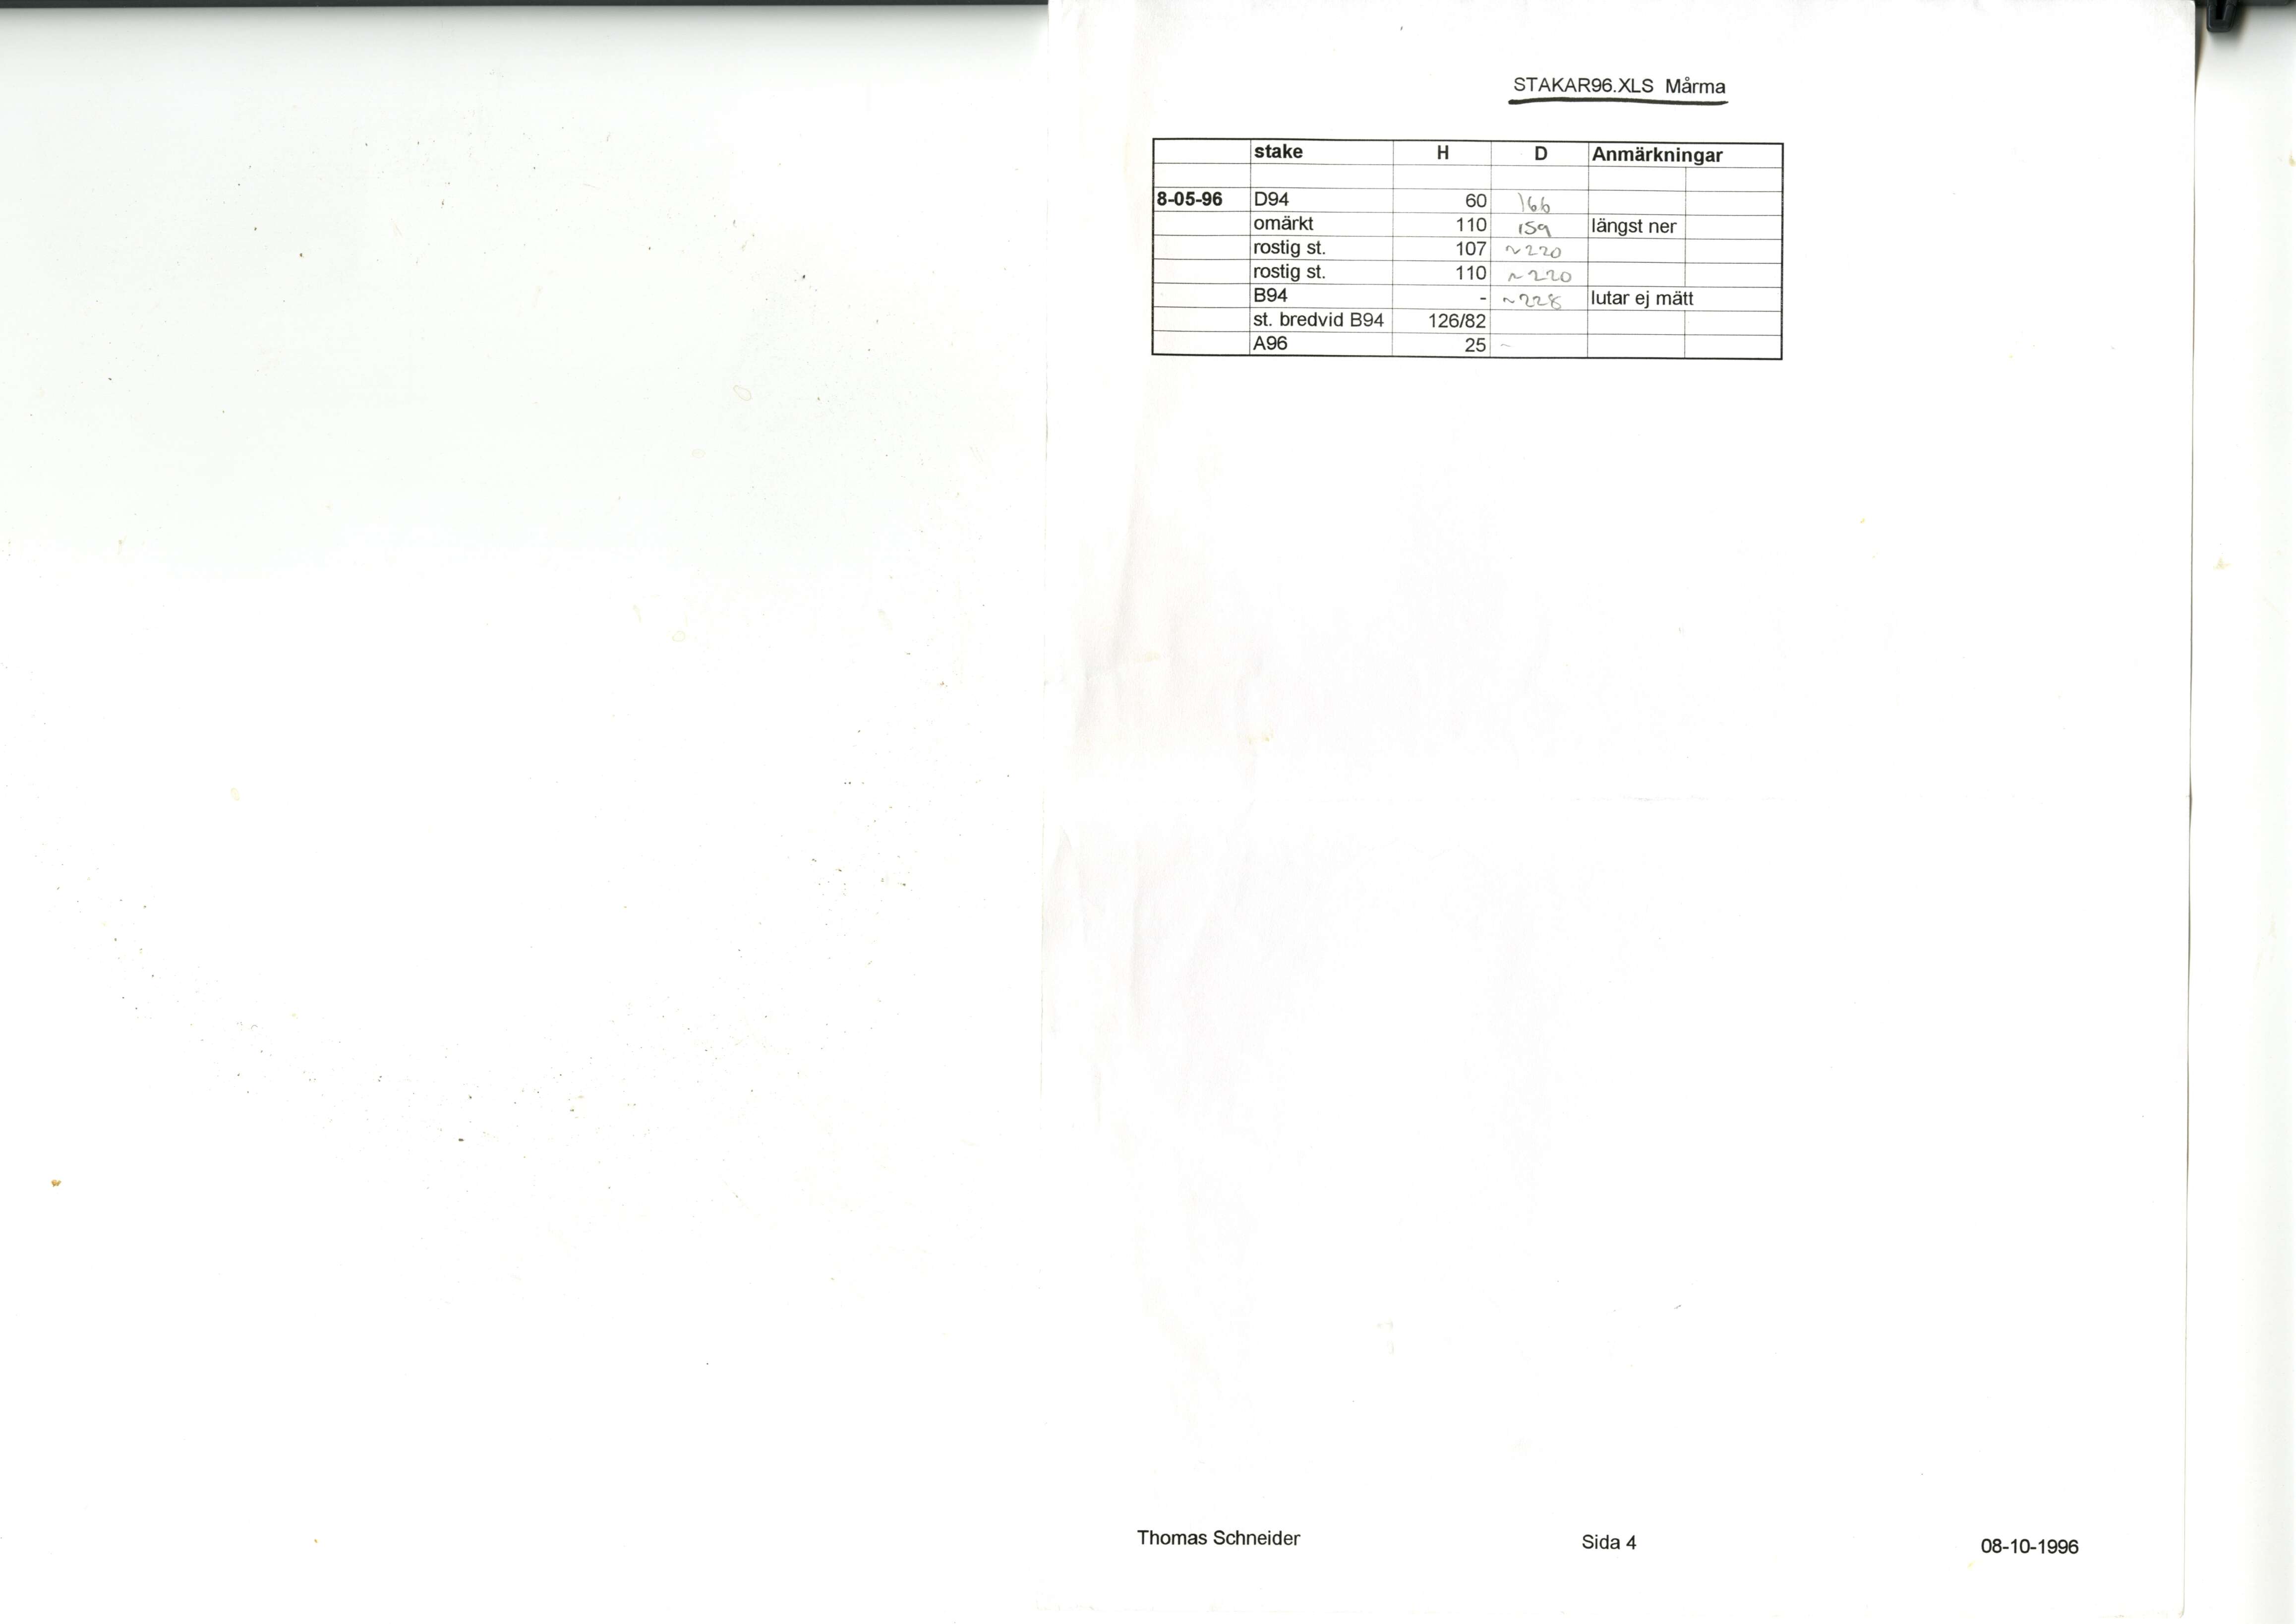 STAKAR96.XLS Mårma
stake H D Anmärkningar
8-05-96 D94 60 166
omärkt 110 159 längst ner
rostig st. 107 ~220
rostig st. 110 ~220
B94 - ~228 lutar ej mätt
st. bredvid B94 126/82
A96 25 -
Thomas Schneider Sida 4 08-10-1996